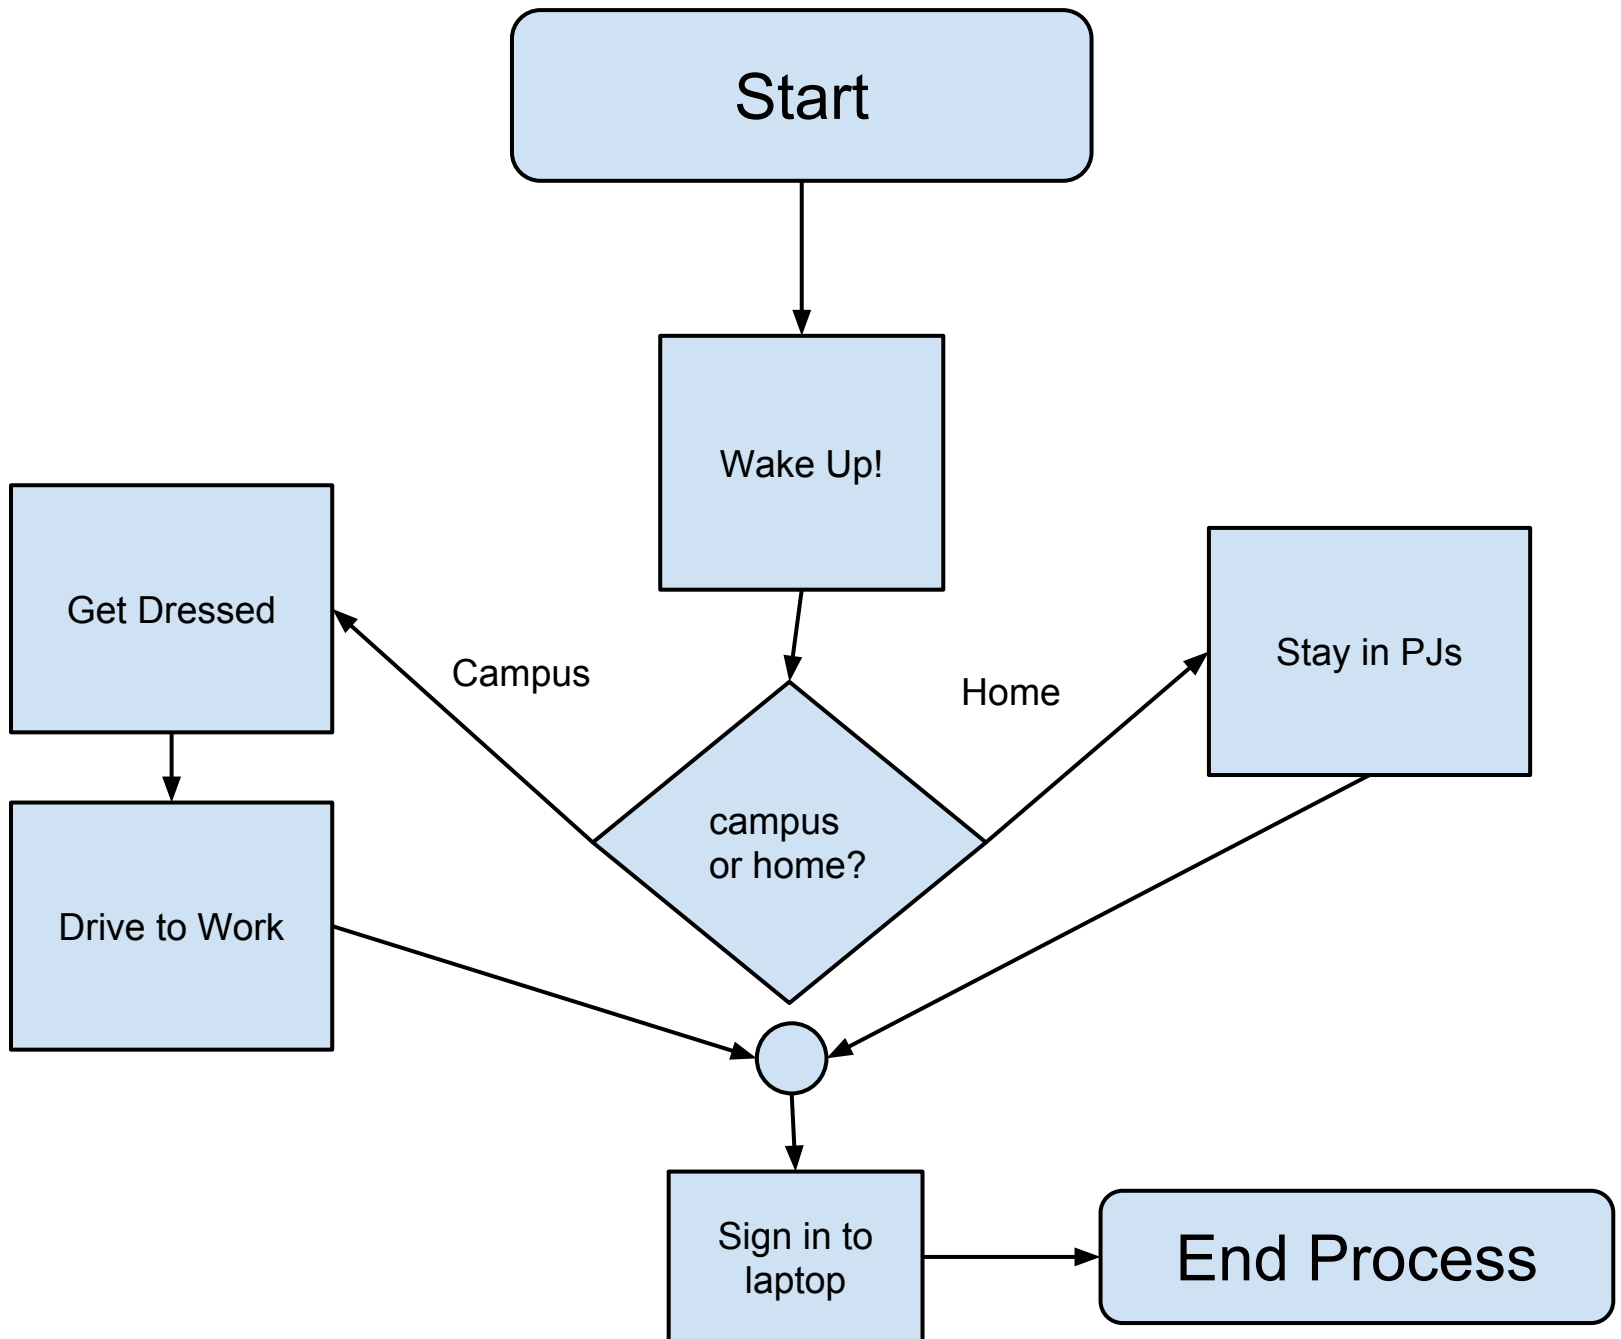 Start
Wake Up!
Get Dressed
Campus
Home
Stay in PJs
campus
or home?
Drive to Work
Sign in to
laptop
End Process